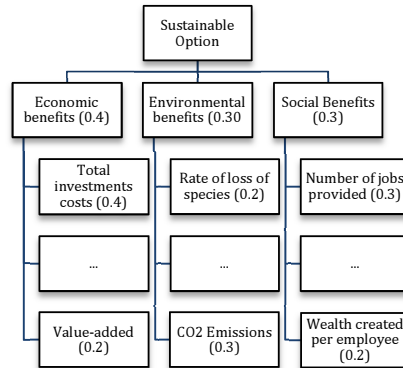 Sustainable
Option
Economic
benefits (0.4)
Environmental
benefits (0.30
Social Benefits
(0.3)
Total
investments
costs (0.4)
Rate of loss of
species (0.2)
Number of jobs
provided (0.3)
...
...
...
Value-added
(0.2)
CO2 Emissions
(0.3)
Wealth created
per employee
(0.2)